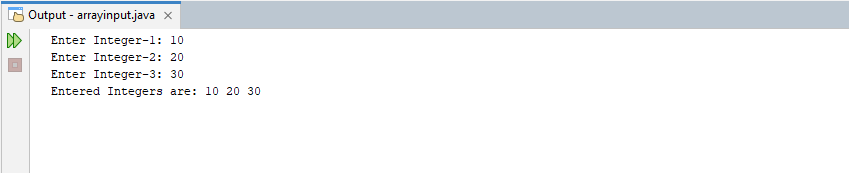 Output - arrayinput.java
Enter Integer-1: 10
Enter Integer-2: 20
Enter Integer-3: 30
Entered Integers are: 10 20 30